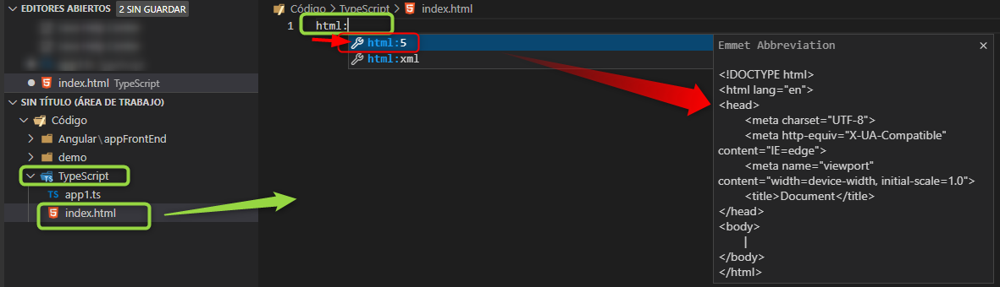 EDITORES ABIERTOS 2 SIN GUARDAR
index.html TypeScript
SIN TÍTULO (ÁREA DE TRABAJO)
Código
Angular\appFrontEnd
demo
TypeScript
TS app1.ts
index.html
Código > TypeScript > index.html
1 html:
html:5
html:xml
Emmet Abbreviation
<!DOCTYPE html>
<html lang="en">
<head>
<meta charset="UTF-8">
<meta http-equiv="X-UA-Compatible"
content="IE=edge">
<meta name="viewport"
content="width=device-width, initial-scale=1.0">
<title>Document</title>
</head>
<body>
|
</body>
</html>